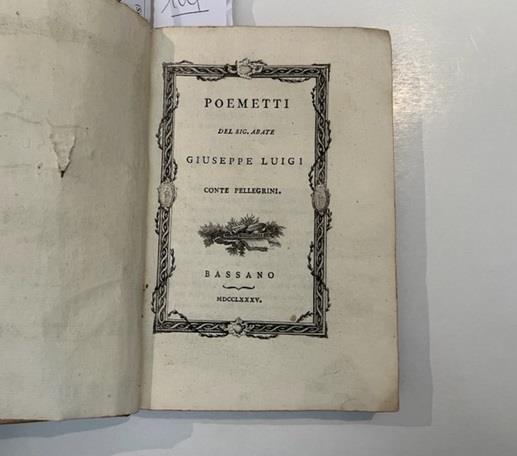 POEMETTI
DEL SIG. ABATE
GIUSEPPE LUIGI
CONTE PELLEGRINI.
BASSANO
MDCCLXXXV.